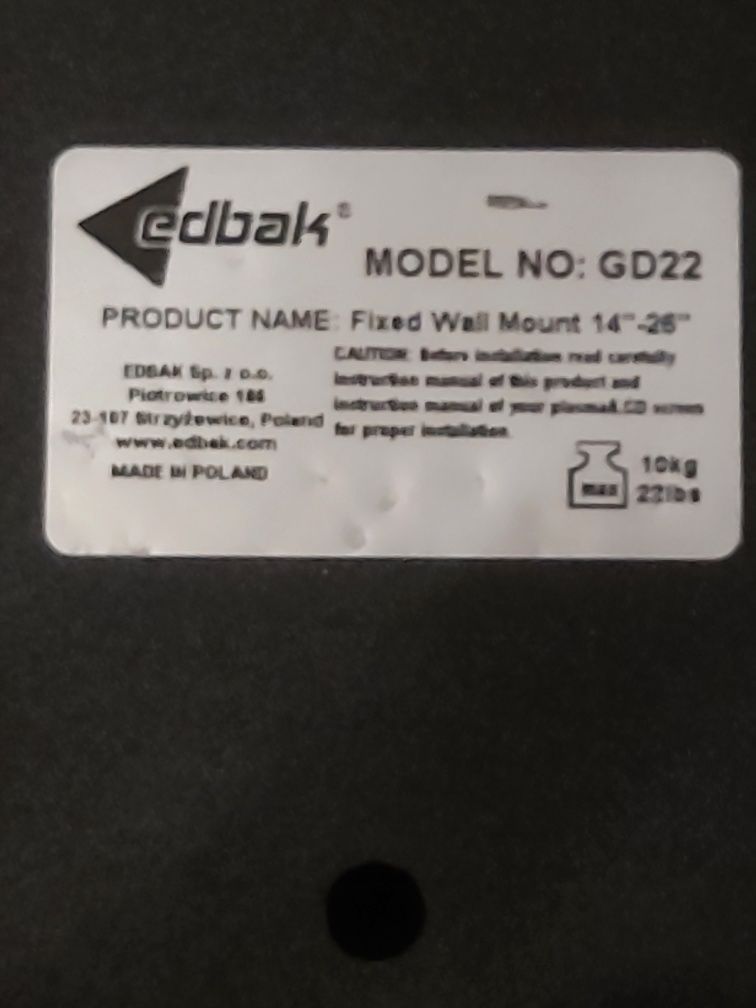 edbak®
MODEL NO: GD22
PRODUCT NAME: Fixed Wall Mount 14"-26"
EDBAK Sp. z o.o.
Piotrowice
23-107 Strzyżewice, Poland
www.edbak.com
MADE IN POLAND
CAUTION: Before installation read carefully
instruction manual of this product and
instruction manual of your plasma/LCD screen
for proper installation.
max
10kg
22lbs